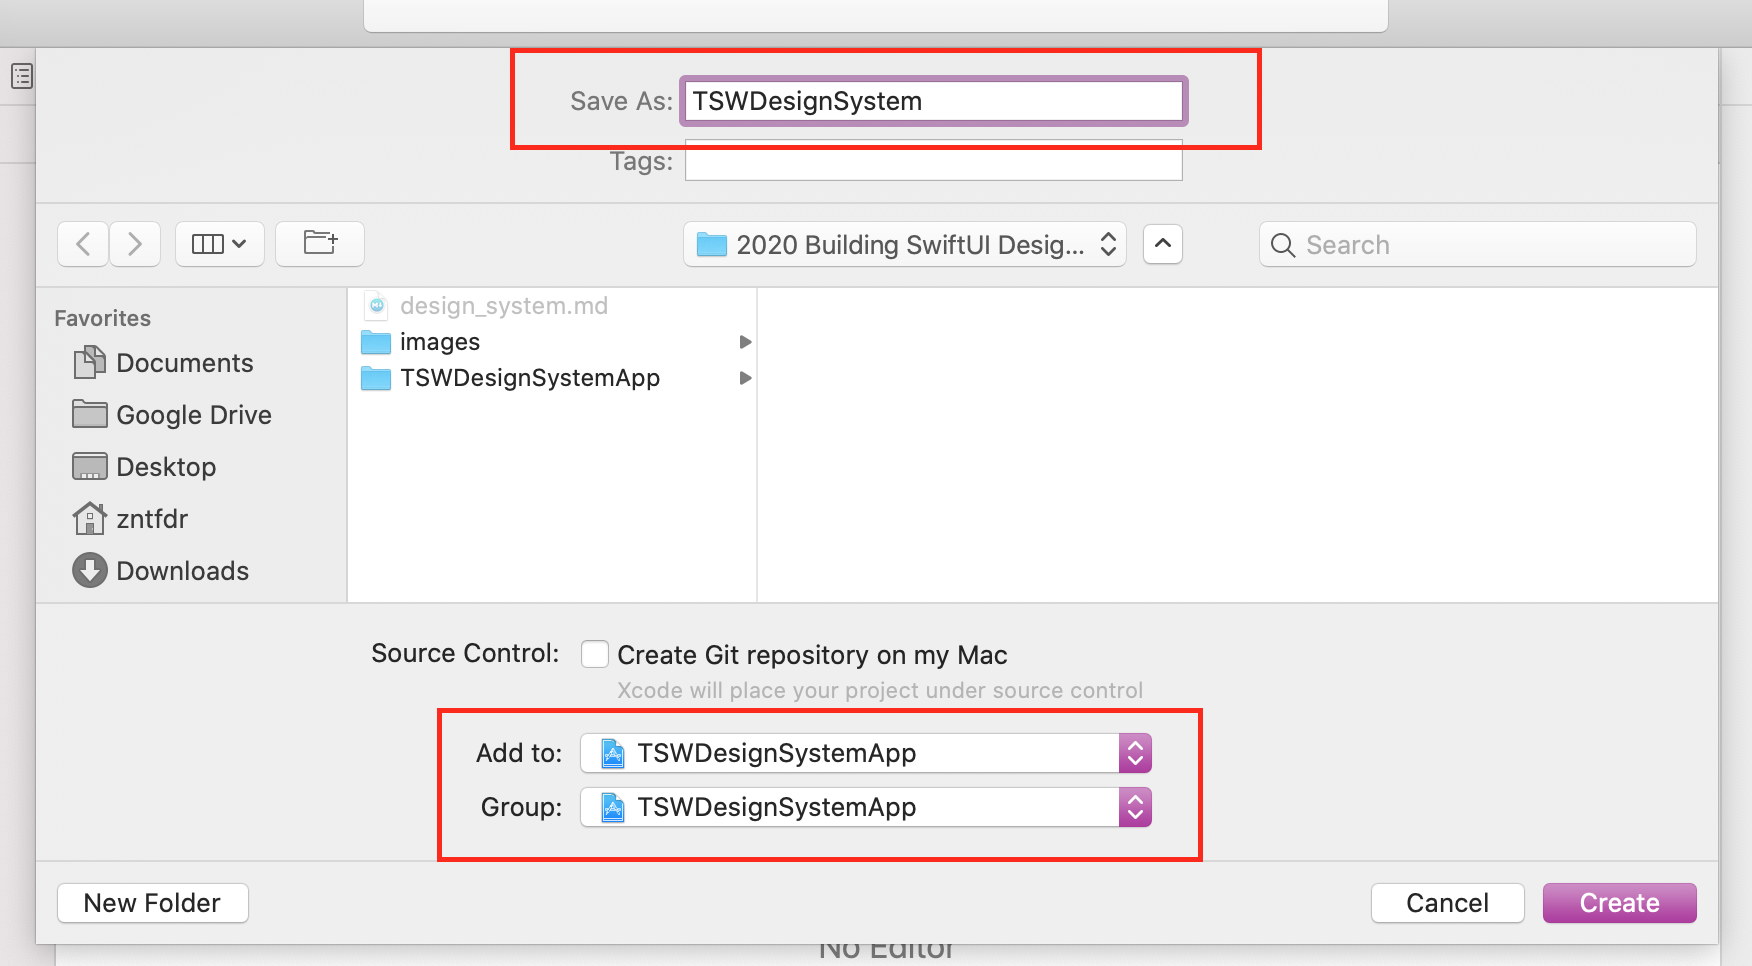 Save As: TSWDesignSystem
Tags:
2020 Building SwiftUI Desig...
Search
Favorites
Documents
Google Drive
Desktop
zntfdr
Downloads
design_system.md
images
TSWDesignSystemApp
Source Control: Create Git repository on my Mac
Xcode will place your project under source control
Add to: TSWDesignSystemApp
Group: TSWDesignSystemApp
New Folder
Cancel
Create
No Editor